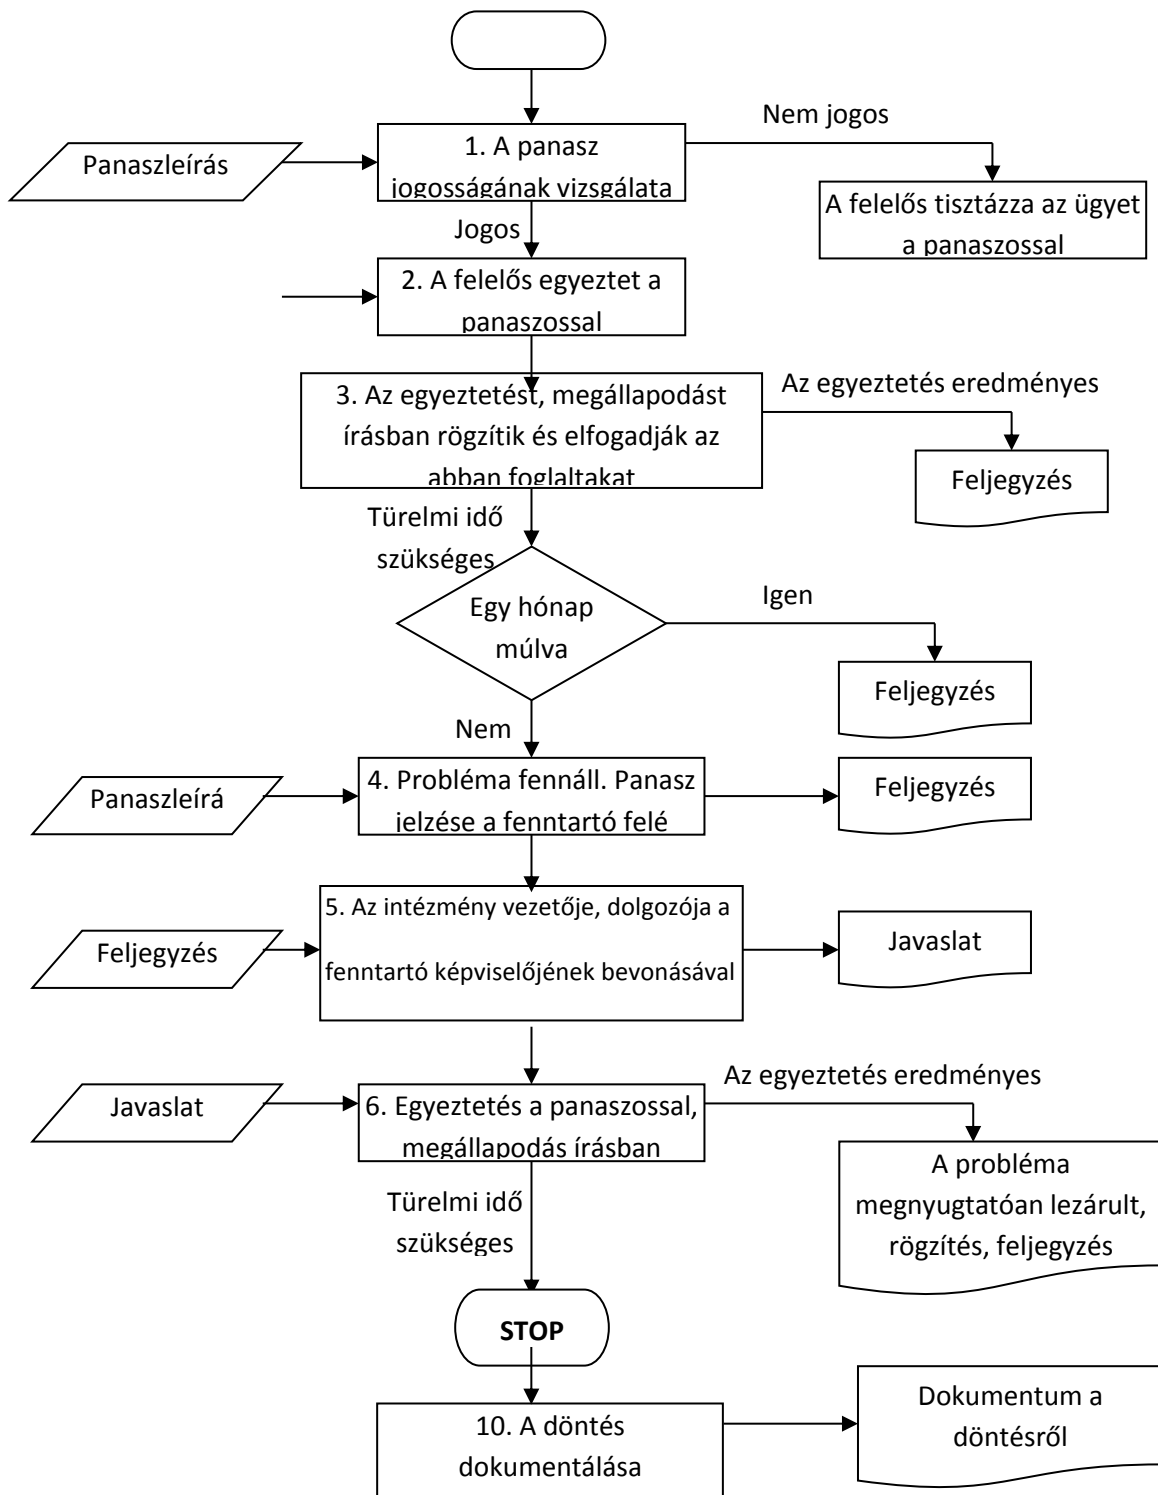 Nem jogos
Panaszleírás
1. A panasz
jogosságának vizsgálata
A felelős tisztázza az ügyet
a panaszossal
Jogos
2. A felelős egyeztet a
panaszossal
3. Az egyeztetést, megállapodást
írásban rögzítik és elfogadják az
abban foglaltakat
Az egyeztetés eredményes
Feljegyzés
Türelmi idő
szükséges
Egy hónap
múlva
Igen
Feljegyzés
Nem
Panaszleírá
4. Probléma fennáll. Panasz
jelzése a fenntartó felé
Feljegyzés
Feljegyzés
5. Az intézmény vezetője, dolgozója a
fenntartó képviselőjének bevonásával
Javaslat
Javaslat
6. Egyeztetés a panaszossal,
megállapodás írásban
Az egyeztetés eredményes
A probléma
megnyugtatóan lezárult,
rögzítés, feljegyzés
Türelmi idő
szükséges
STOP
10. A döntés
dokumentálása
Dokumentum a
döntésről